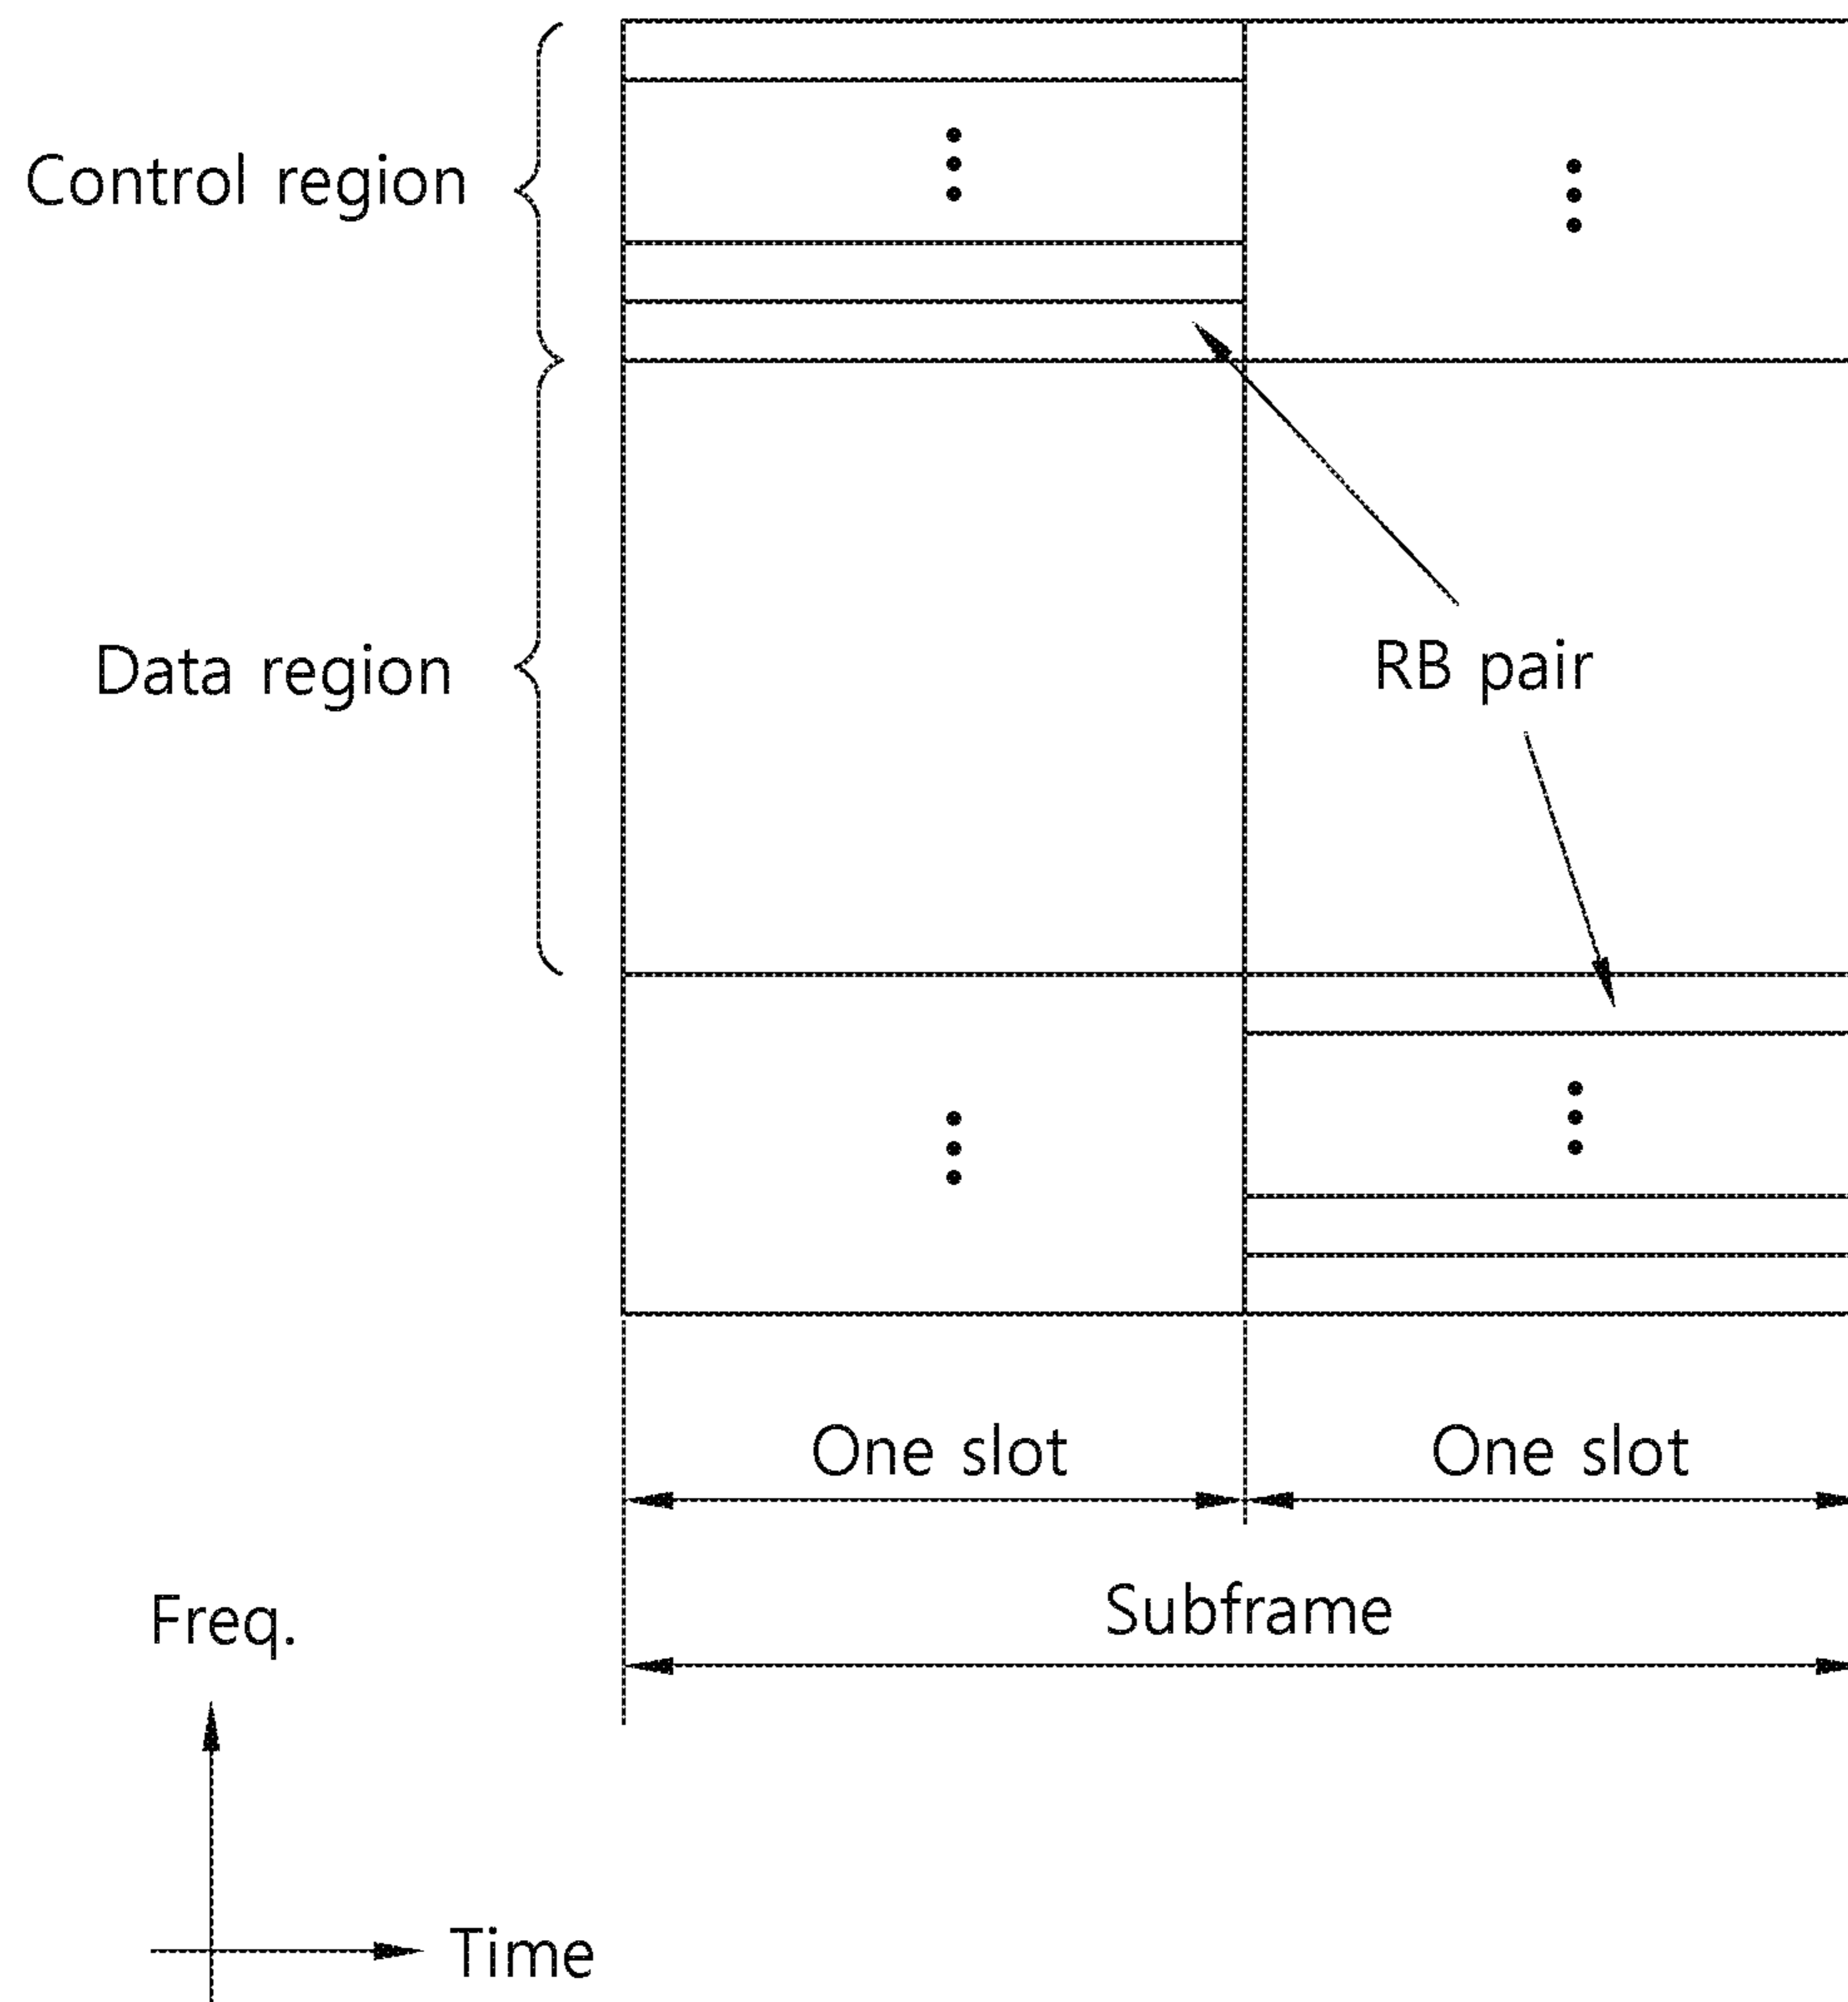 Control region
Data region
RB pair
One slot
One slot
Subframe
Freq.
Time